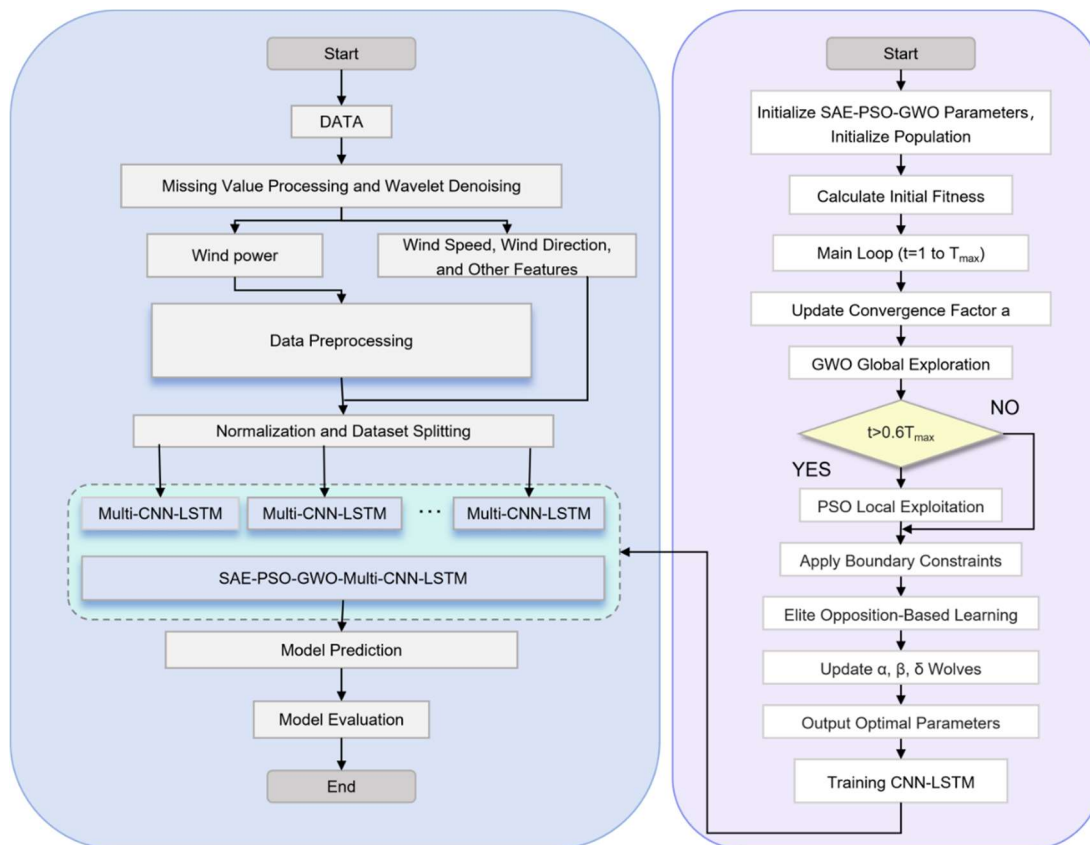 Start
DATA
Missing Value Processing and Wavelet Denoising
Wind power
Wind Speed, Wind Direction,
and Other Features
Data Preprocessing
Normalization and Dataset Splitting
Multi-CNN-LSTM
Multi-CNN-LSTM
...
Multi-CNN-LSTM
SAE-PSO-GWO-Multi-CNN-LSTM
Model Prediction
Model Evaluation
End
Start
Initialize SAE-PSO-GWO Parameters,
Initialize Population
Calculate Initial Fitness
Main Loop (t=1 to Tmax)
Update Convergence Factor a
GWO Global Exploration
NO
t>0.6Tmax
YES
PSO Local Exploitation
Apply Boundary Constraints
Elite Opposition-Based Learning
Update α, β, δ Wolves
Output Optimal Parameters
Training CNN-LSTM